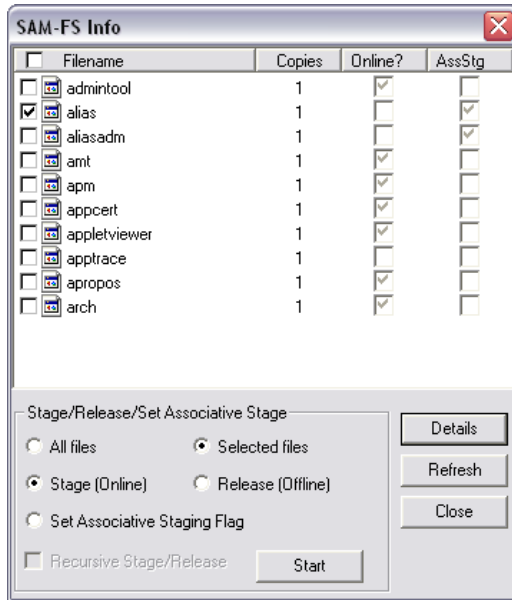 SAM-FS Info
Filename Copies Online? AssStg
admintool 1
alias 1
aliasadm 1
amt 1
apm 1
appcert 1
appletviewer 1
apptrace 1
apropos 1
arch 1
Stage/Release/Set Associative Stage
All files Selected files
Stage (Online) Release (Offline)
Set Associative Staging Flag
Recursive Stage/Release Start
Details
Refresh
Close